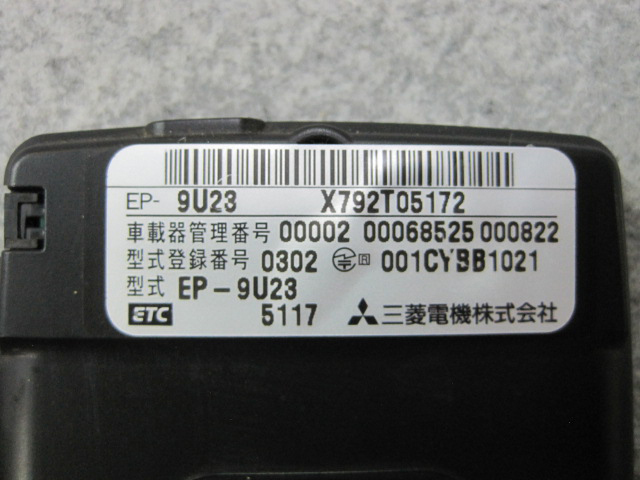 EP- 9U23 X792T05172
車載器管理番号 00002 00068525 000822
型式登録番号 0302 001CYBB1021
型式 EP-9U23
ETC 5117 三菱電機株式会社